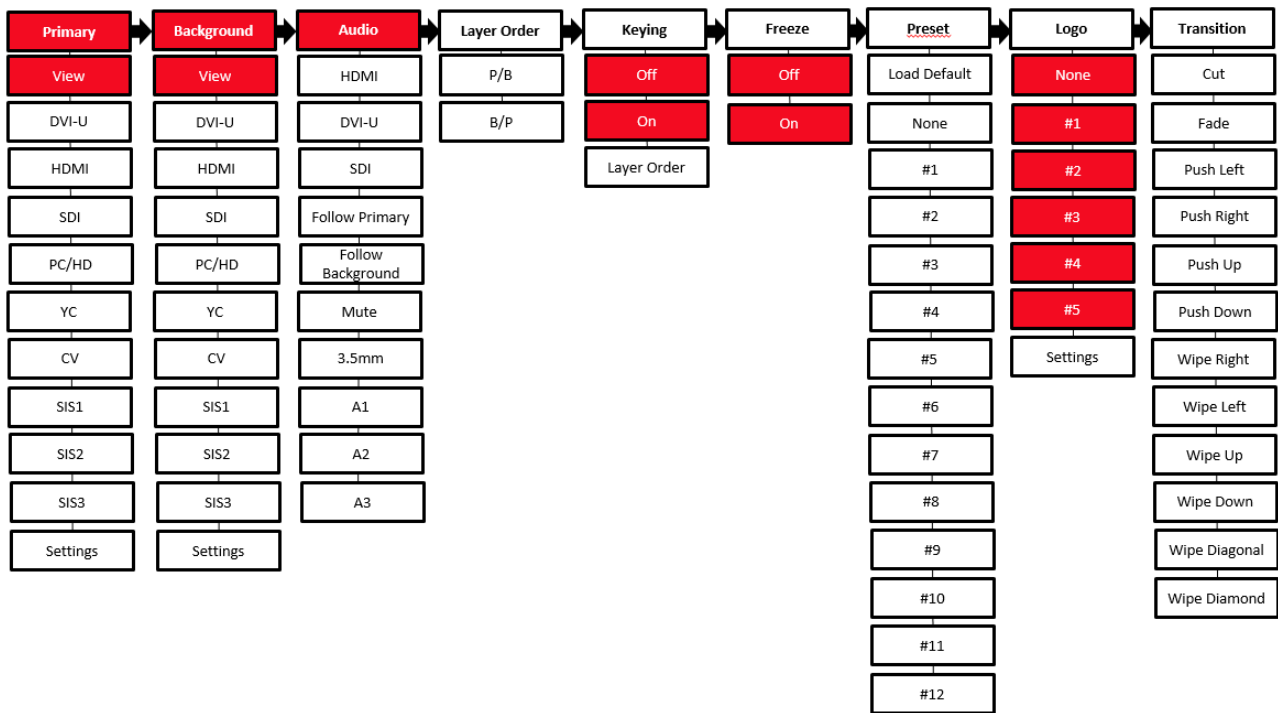 Primary
View
DVI-U
HDMI
SDI
PC/HD
YC
CV
SIS1
SIS2
SIS3
Settings
Background
View
DVI-U
HDMI
SDI
PC/HD
YC
CV
SIS1
SIS2
SIS3
Settings
Audio
HDMI
DVI-U
SDI
Follow Primary
Follow
Background
Mute
3.5mm
A1
A2
A3
Layer Order
P/B
B/P
Keying
Off
On
Layer Order
Freeze
Off
On
Preset
Load Default
None
#1
#2
#3
#4
#5
#6
#7
#8
#9
#10
#11
#12
Logo
None
#1
#2
#3
#4
#5
Settings
Transition
Cut
Fade
Push Left
Push Right
Push Up
Push Down
Wipe Right
Wipe Left
Wipe Up
Wipe Down
Wipe Diagonal
Wipe Diamond